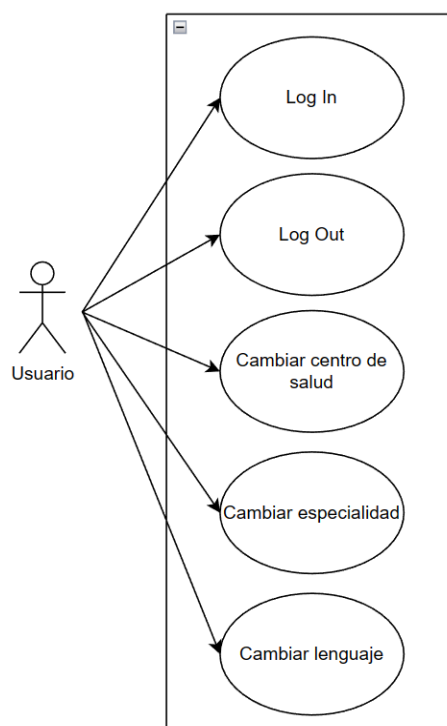 Log In
Log Out
Usuario
Cambiar centro de
salud
Cambiar especialidad
Cambiar lenguaje